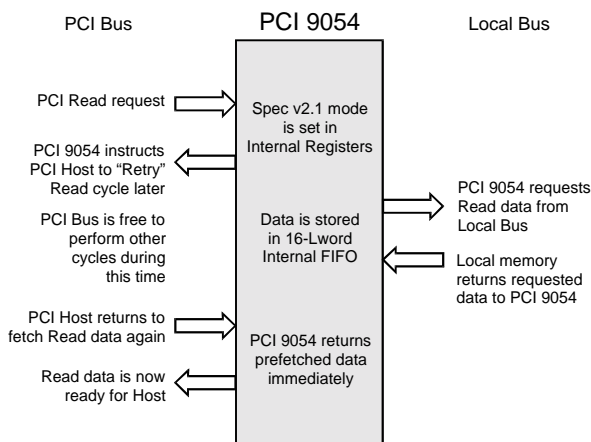 PCI Bus
PCI 9054
Local Bus
PCI Read request
Spec v2.1 mode
is set in
Internal Registers
PCI 9054 instructs
PCI Host to “Retry”
Read cycle later
PCI 9054 requests
Read data from
Local Bus
PCI Bus is free to
perform other
cycles during
this time
Data is stored
in 16-Lword
Internal FIFO
Local memory
returns requested
data to PCI 9054
PCI Host returns to
fetch Read data again
PCI 9054 returns
prefetched data
immediately
Read data is now
ready for Host